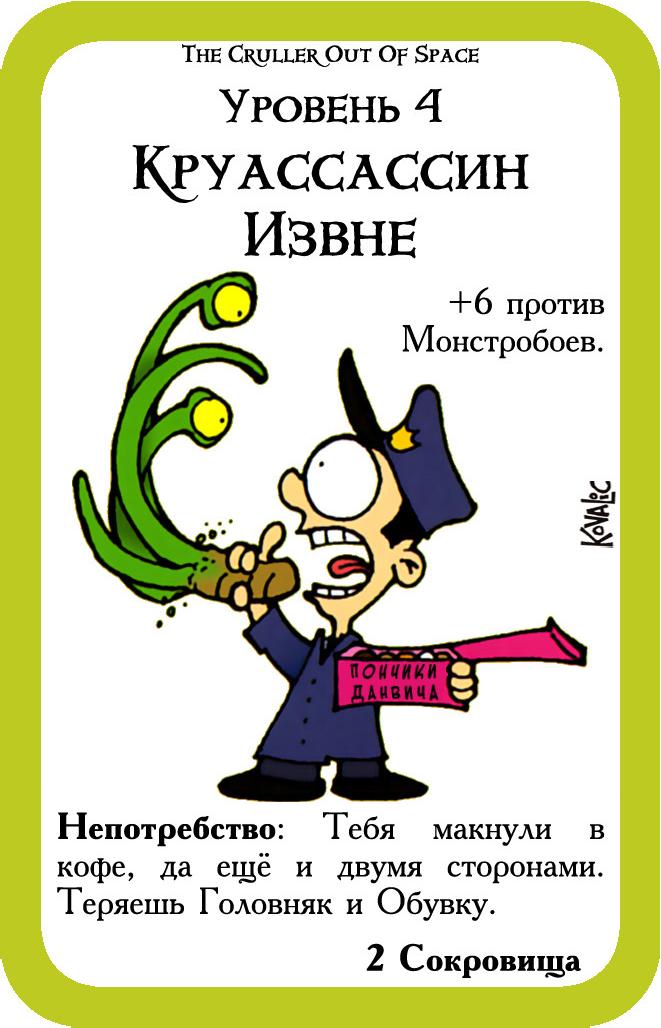 The Cruller Out Of Space
Уровень 4
Круассассин
Извне
+6 против
Монстробоев.
Kovalic
ПОНЧИКИ
ДАНВИЧА
Непотребство: Тебя макнули в
кофе, да ещё и двумя сторонами.
Теряешь Головняк и Обувку.
2 Сокровища